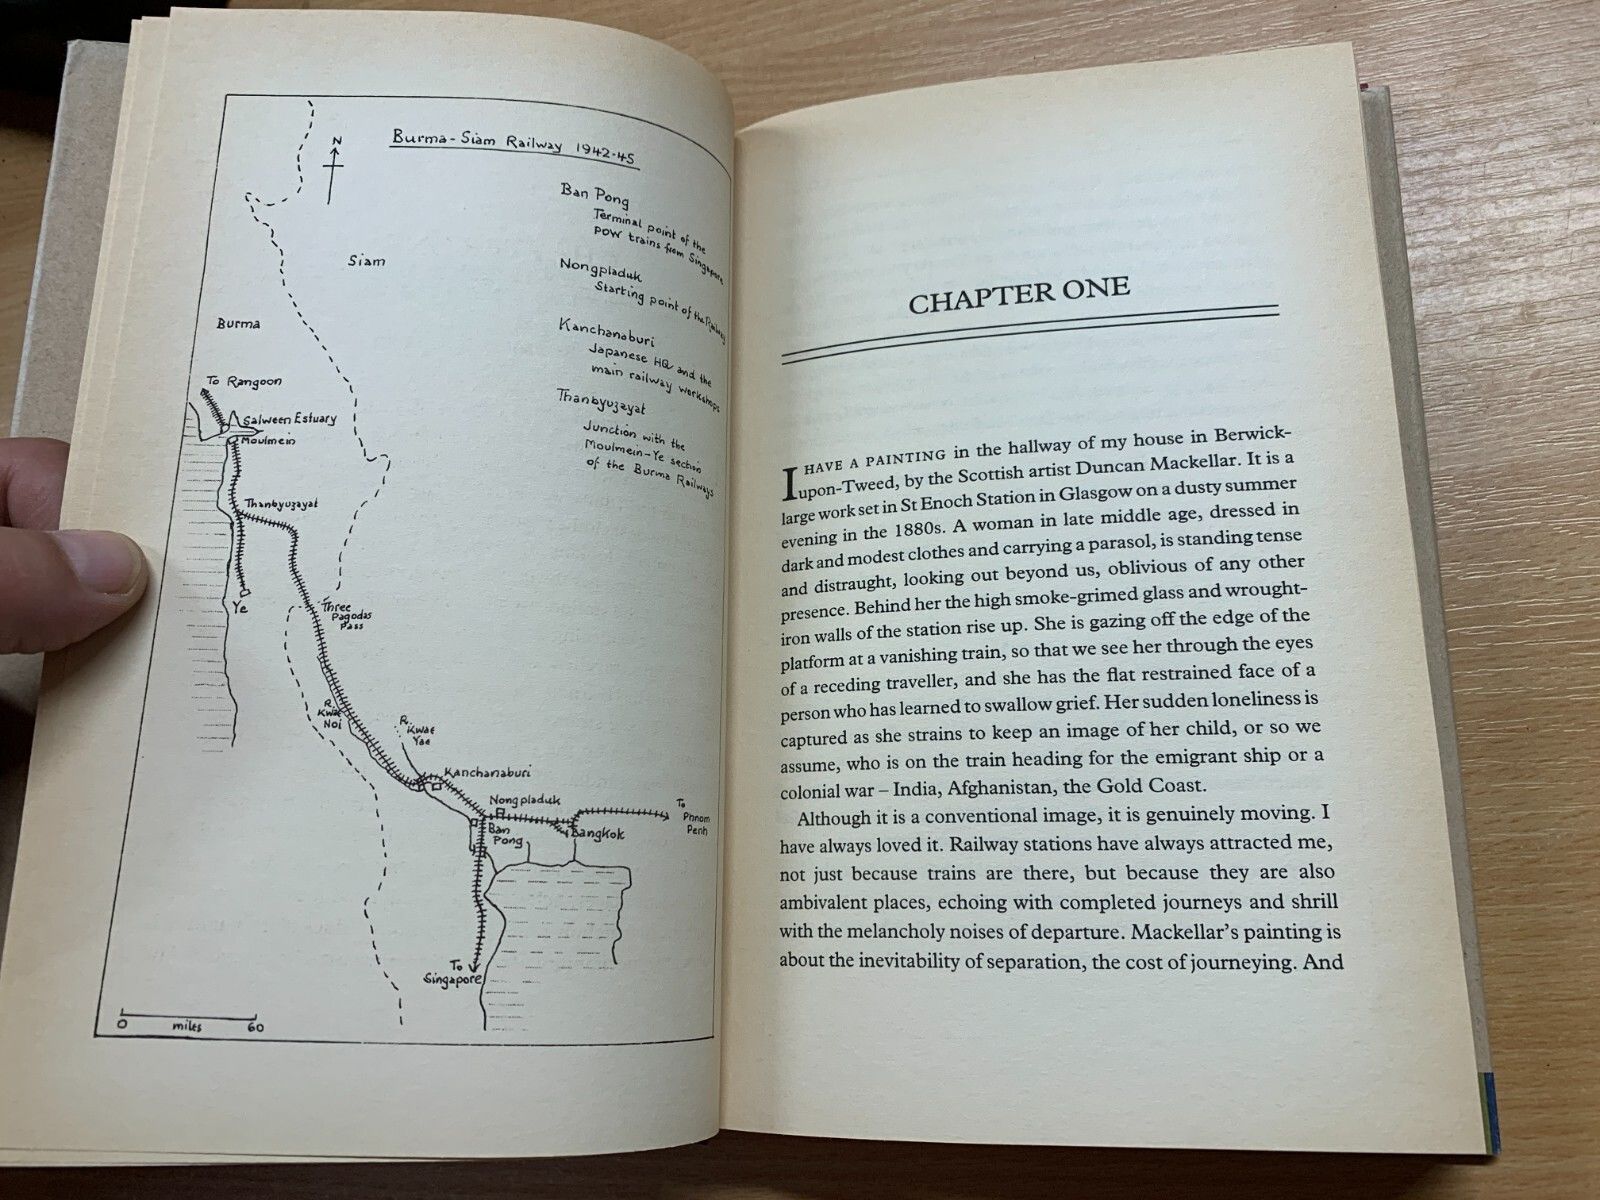 Burma-Siam Railway 1942-45
N
Ban Pong
Terminal point of the
POW trains from Singapore
Nongpladuk
Starting point of the Railway
Kanchanaburi
Japanese HQ and the
main railway workshops
Thanbyuzayat
Junction with the
Moulmein-Ye section
of the Burma Railways
Siam
Burma
To Rangoon
Salween Estuary
Moulmein
Thanbyuzayat
Ye
Three
Pagodas
Pass
R.
Kwae
Noi
R.
Kwae
Yae
Kanchanaburi
Nongpladuk
Ban
Pong
Bangkok
To
Phnom
Penh
To
Singapore
0 miles 60
CHAPTER ONE
I HAVE A PAINTING in the hallway of my house in Berwick-
upon-Tweed, by the Scottish artist Duncan Mackellar. It is a
large work set in St Enoch Station in Glasgow on a dusty summer
evening in the 1880s. A woman in late middle age, dressed in
dark and modest clothes and carrying a parasol, is standing tense
and distraught, looking out beyond us, oblivious of any other
presence. Behind her the high smoke-grimed glass and wrought-
iron walls of the station rise up. She is gazing off the edge of the
platform at a vanishing train, so that we see her through the eyes
of a receding traveller, and she has the flat restrained face of a
person who has learned to swallow grief. Her sudden loneliness is
captured as she strains to keep an image of her child, or so we
assume, who is on the train heading for the emigrant ship or a
colonial war – India, Afghanistan, the Gold Coast.
Although it is a conventional image, it is genuinely moving. I
have always loved it. Railway stations have always attracted me,
not just because trains are there, but because they are also
ambivalent places, echoing with completed journeys and shrill
with the melancholy noises of departure. Mackellar's painting is
about the inevitability of separation, the cost of journeying. And